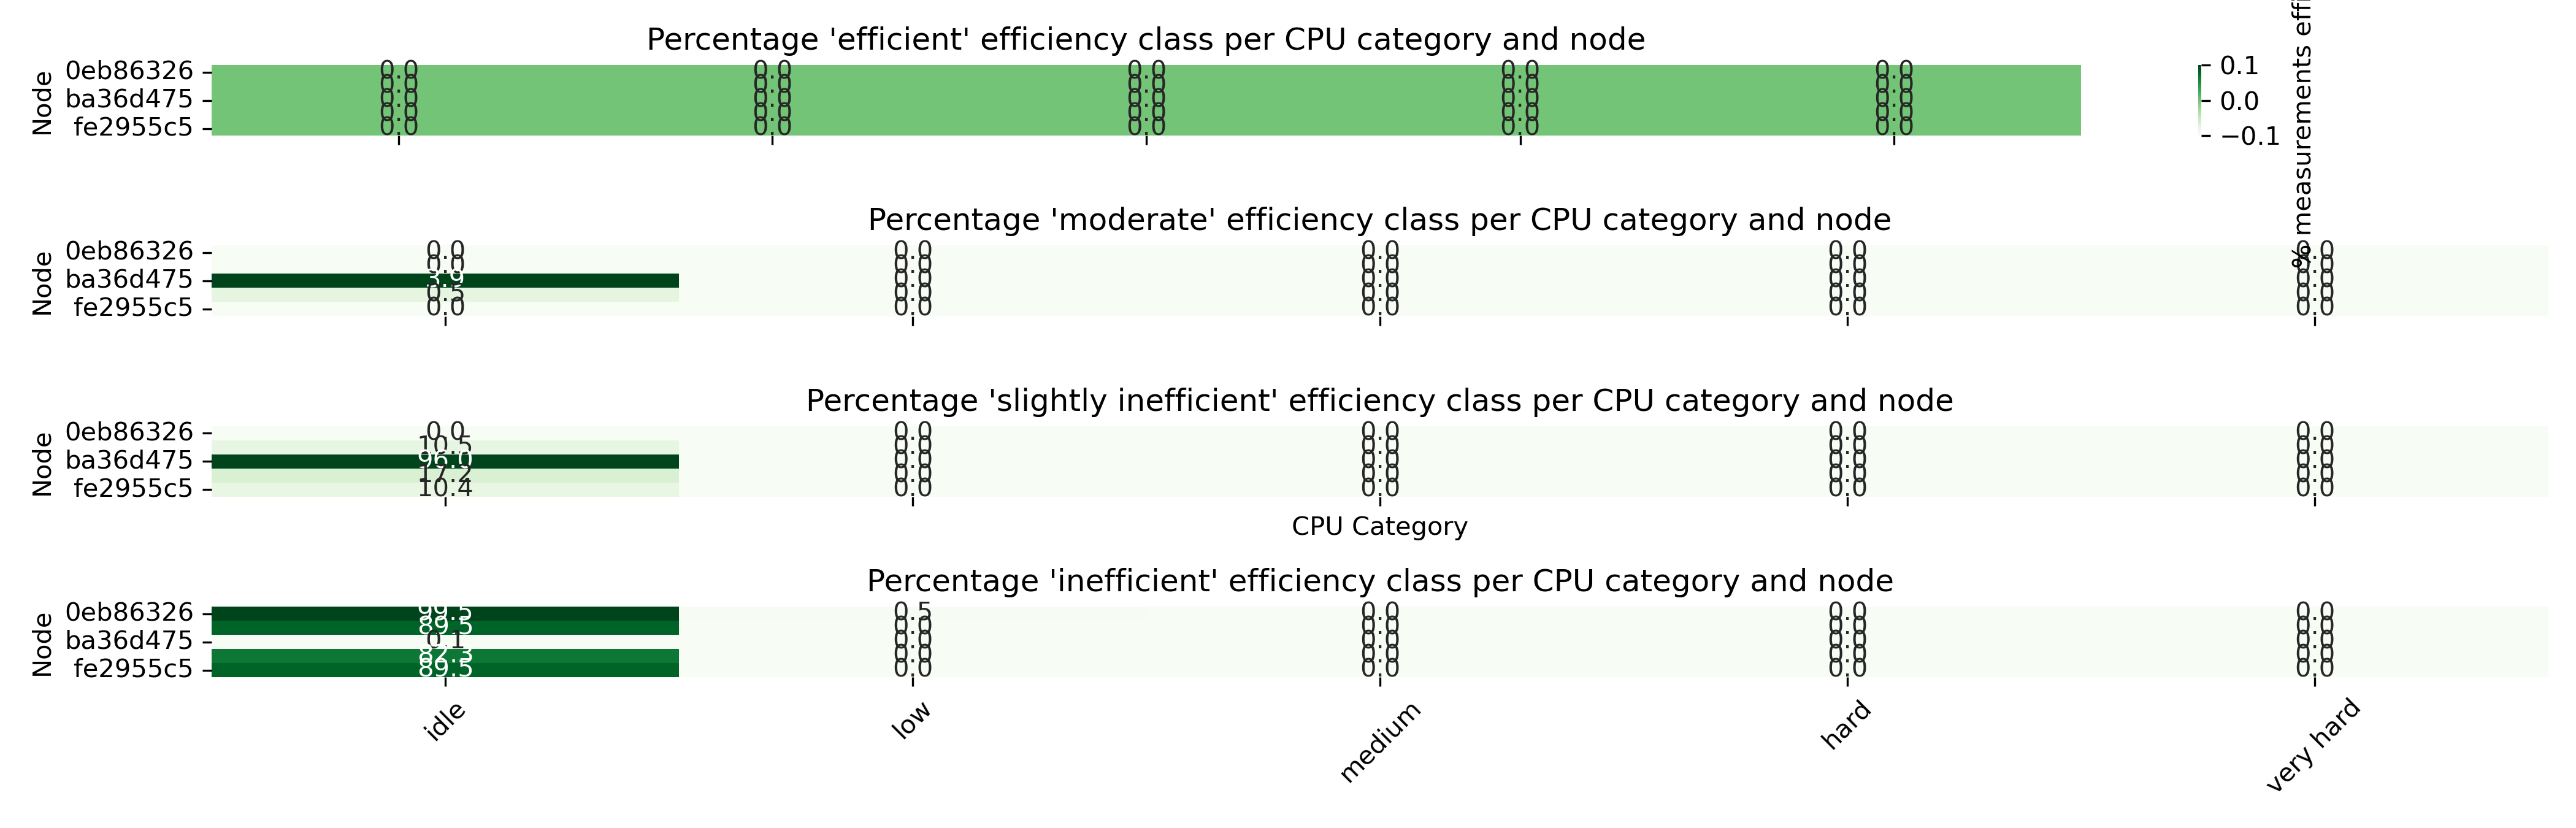 Percentage 'efficient' efficiency class per CPU category and node
Node
0eb86326 0.0 0.0 0.0 0.0 0.0
0.0 0.0 0.0 0.0 0.0
ba36d475 0.0 0.0 0.0 0.0 0.0
0.0 0.0 0.0 0.0 0.0
fe2955c5 0.0 0.0 0.0 0.0 0.0
0.1
0.0
−0.1
% measurements
Percentage 'moderate' efficiency class per CPU category and node
Node
0eb86326 0.0 0.0 0.0 0.0 0.0
0.0 0.0 0.0 0.0 0.0
ba36d475 3.9 0.0 0.0 0.0 0.0
0.5 0.0 0.0 0.0 0.0
fe2955c5 0.0 0.0 0.0 0.0 0.0
Percentage 'slightly inefficient' efficiency class per CPU category and node
Node
0eb86326 0.0 0.0 0.0 0.0 0.0
10.5 0.0 0.0 0.0 0.0
ba36d475 96.0 0.0 0.0 0.0 0.0
17.2 0.0 0.0 0.0 0.0
fe2955c5 10.4 0.0 0.0 0.0 0.0
CPU Category
Percentage 'inefficient' efficiency class per CPU category and node
Node
0eb86326 99.5 0.5 0.0 0.0 0.0
89.5 0.0 0.0 0.0 0.0
ba36d475 0.1 0.0 0.0 0.0 0.0
82.3 0.0 0.0 0.0 0.0
fe2955c5 89.5 0.0 0.0 0.0 0.0
idle low medium hard very hard